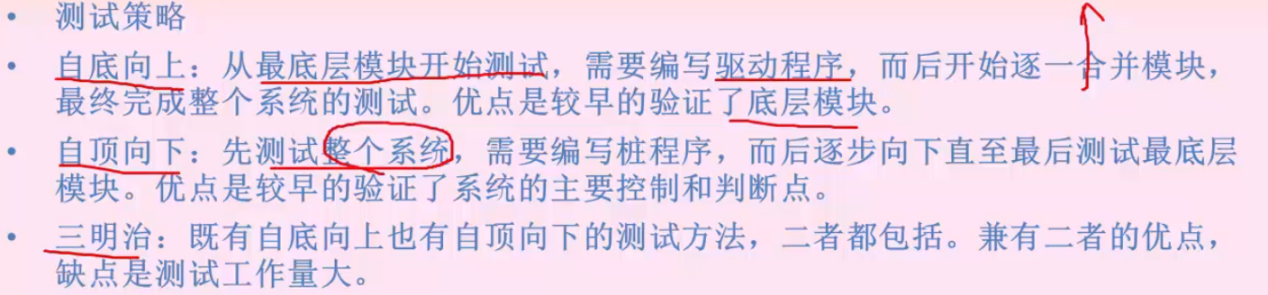 • 测试策略
• 自底向上：从最底层模块开始测试，需要编写驱动程序，而后开始逐一合并模块，
最终完成整个系统的测试。优点是较早的验证了底层模块。
• 自顶向下：先测试整个系统，需要编写桩程序，而后逐步向下直至最后测试最底层
模块。优点是较早的验证了系统的主要控制和判断点。
• 三明治：既有自底向上也有自顶向下的测试方法，二者都包括。兼有二者的优点，
缺点是测试工作量大。